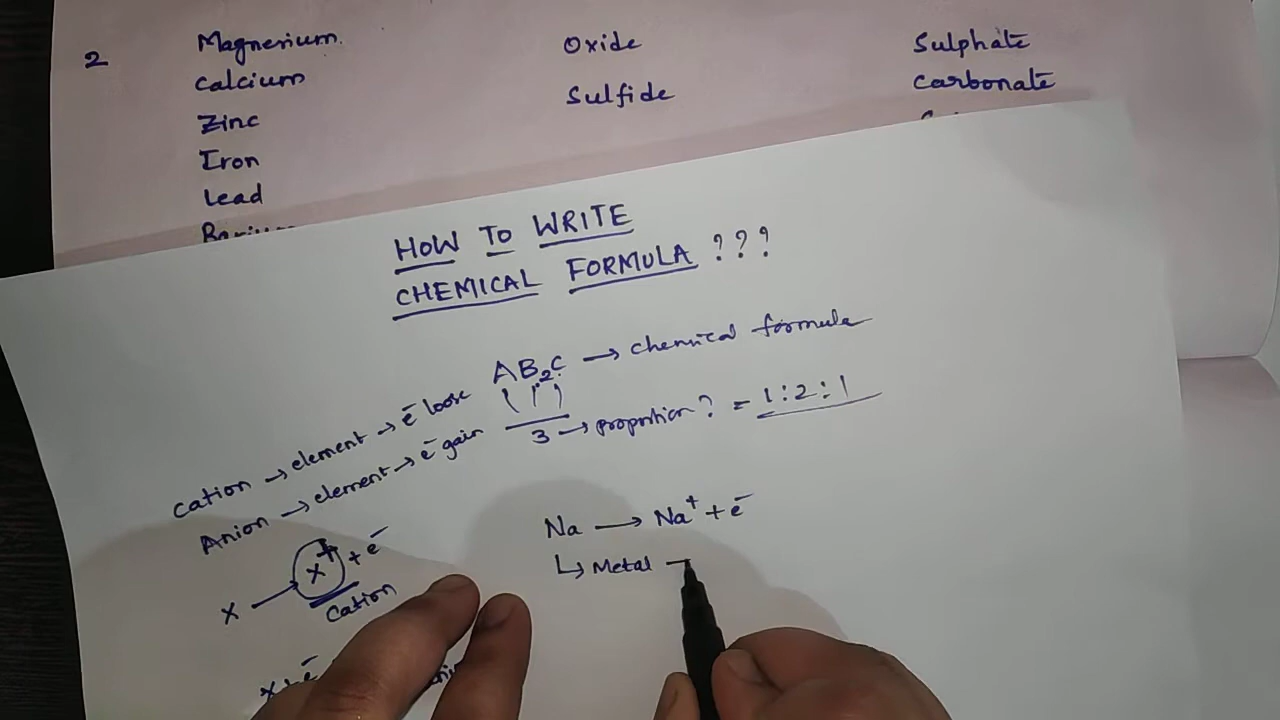 2 Magnesium Oxide Sulphate
Calcium Sulfide Carbonate
Zinc
Iron
Lead
HOW TO WRITE
CHEMICAL FORMULA ???
AB₂C → chemical formula
3 → proportion? = 1:2:1
Cation → element → e⁻ loose
Anion → element → e⁻ gain
X → X⁺ + e⁻
Cation
Na → Na⁺ + e⁻
↳ Metal →